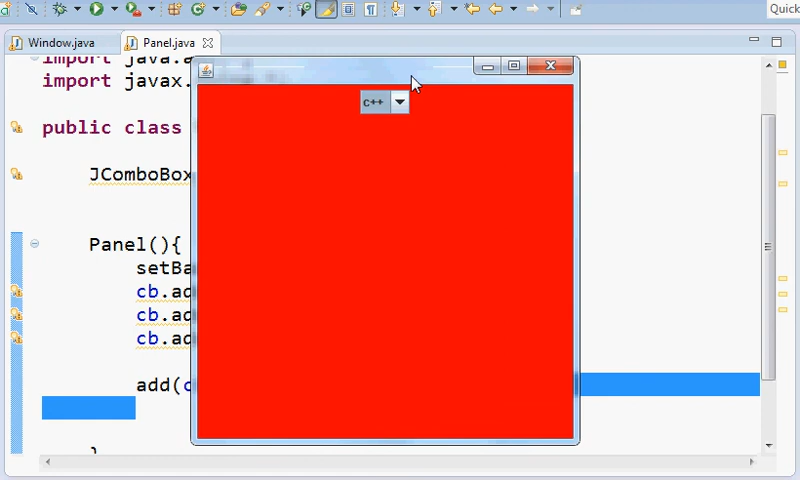 Quick
Window.java
Panel.java
import java.a
import javax.
public class
JComboBox
Panel(){
setBa
cb.ad
cb.ad
cb.ad
add(c
}
C++